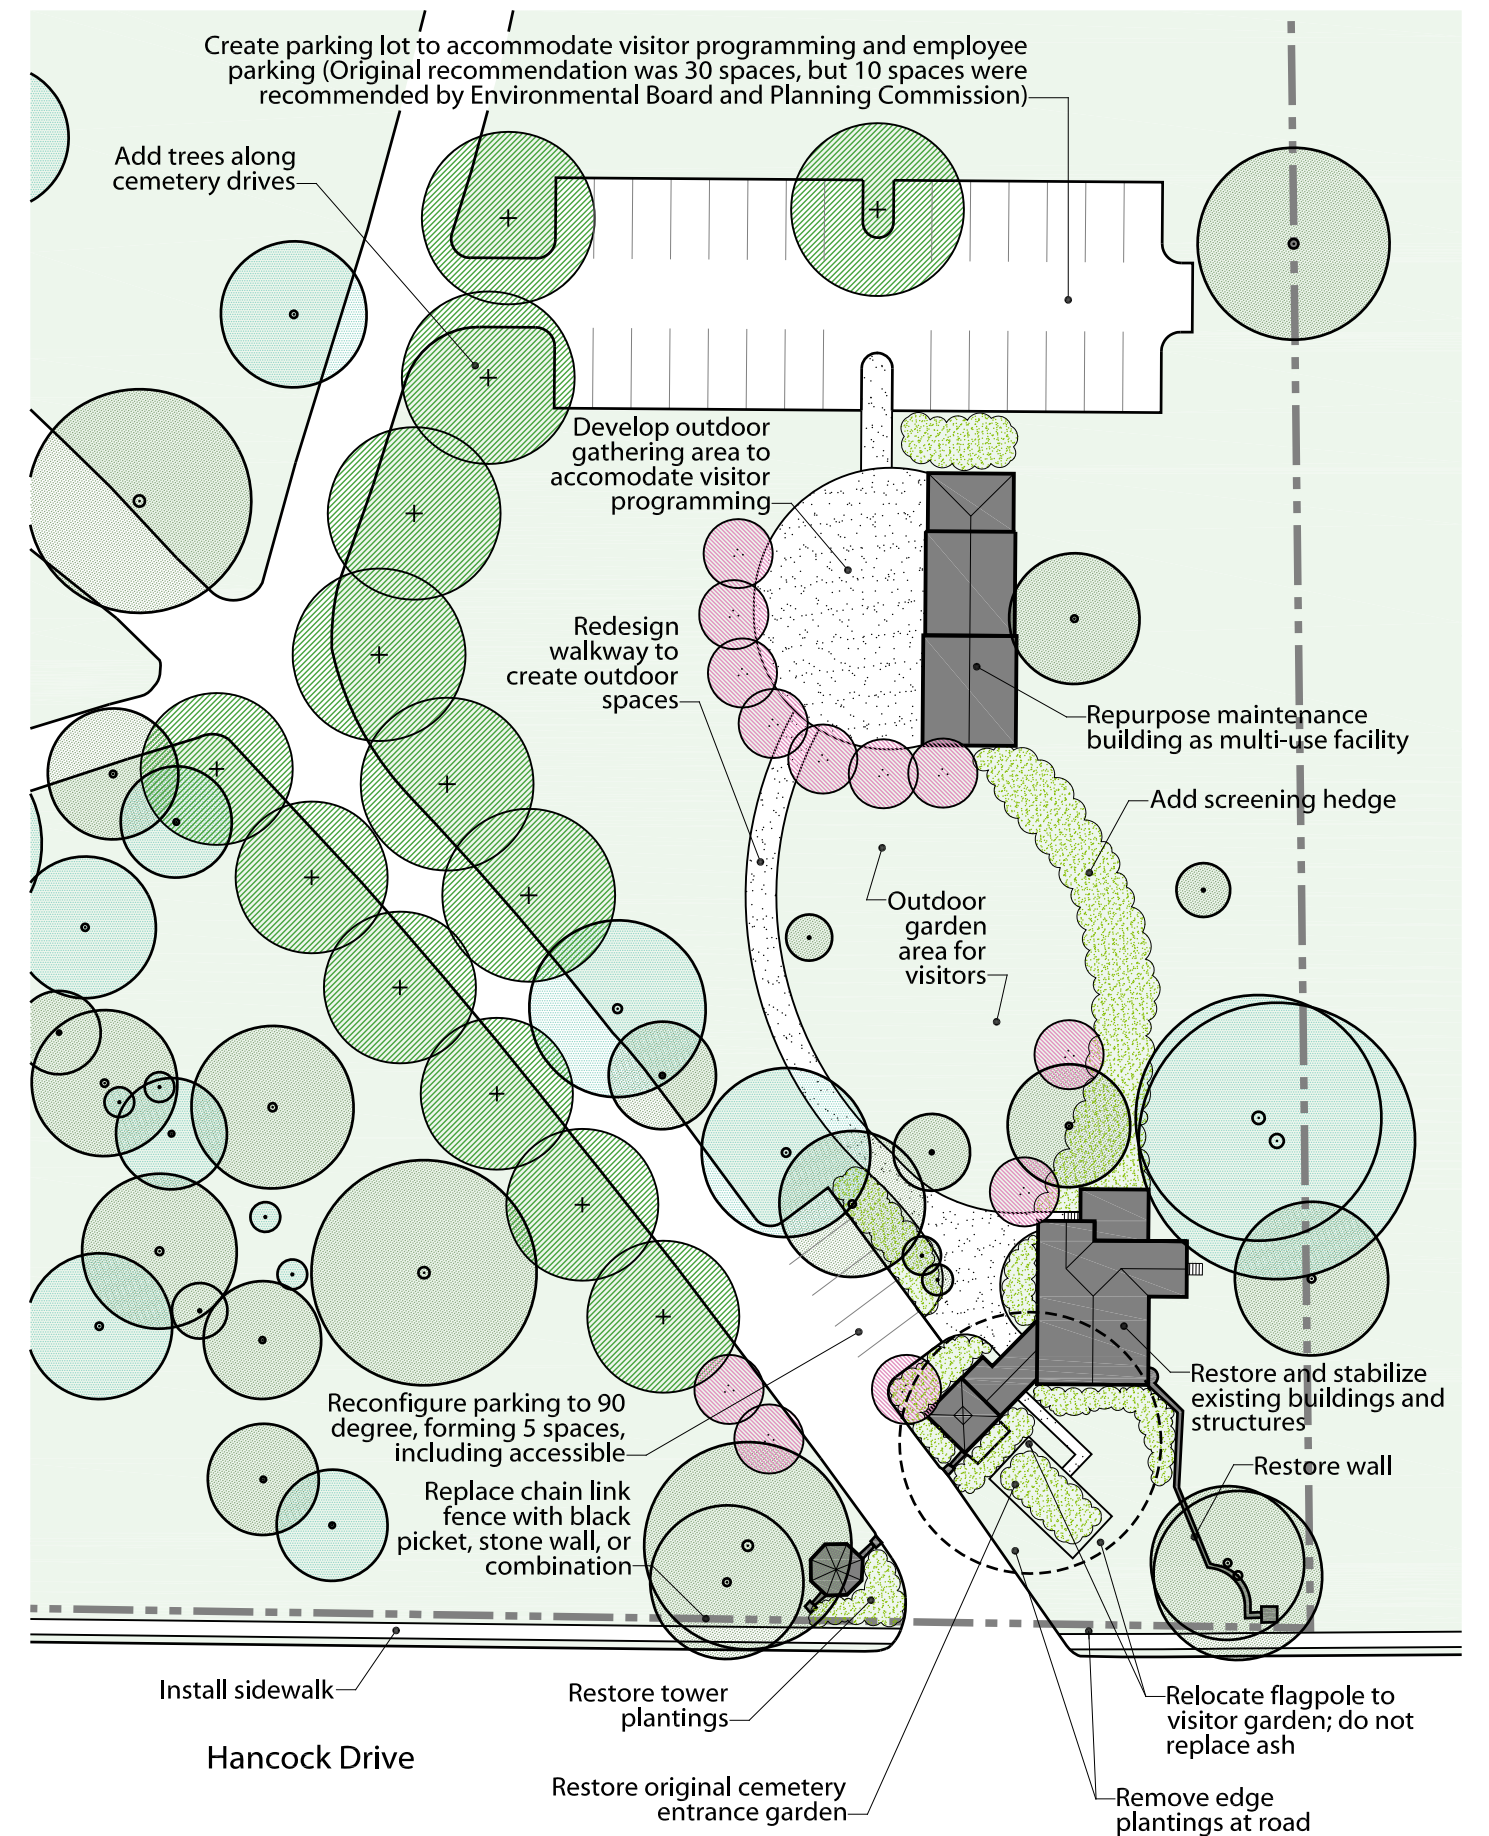 Create parking lot to accommodate visitor programming and employee
parking (Original recommendation was 30 spaces, but 10 spaces were
recommended by Environmental Board and Planning Commission)
Add trees along
cemetery drives
Develop outdoor
gathering area to
accomodate visitor
programming
Redesign
walkway to
create outdoor
spaces
Repurpose maintenance
building as multi-use facility
Add screening hedge
Outdoor
garden
area for
visitors
Restore and stabilize
existing buildings and
structures
Reconfigure parking to 90
degree, forming 5 spaces,
including accessible
Restore wall
Replace chain link
fence with black
picket, stone wall, or
combination
Install sidewalk
Restore tower
plantings
Relocate flagpole to
visitor garden; do not
replace ash
Hancock Drive
Restore original cemetery
entrance garden
Remove edge
plantings at road